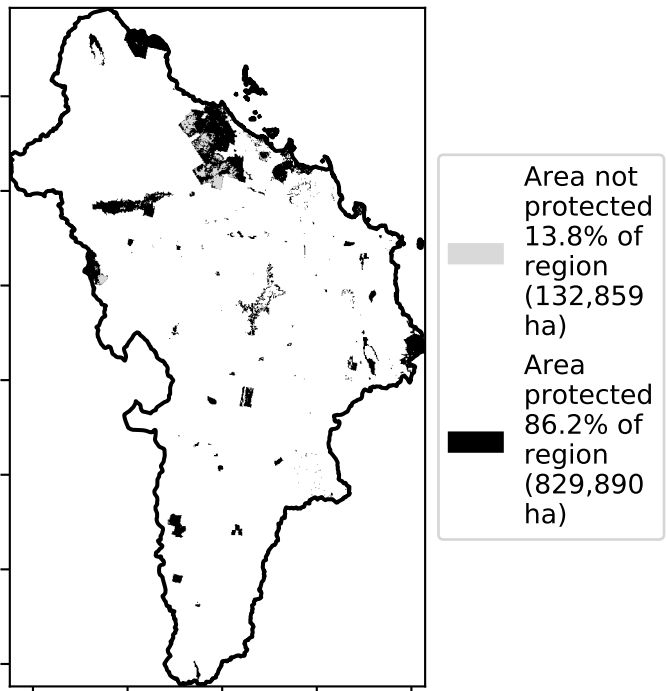 Area not
protected
13.8% of
region
(132,859
ha)
Area
protected
86.2% of
region
(829,890
ha)